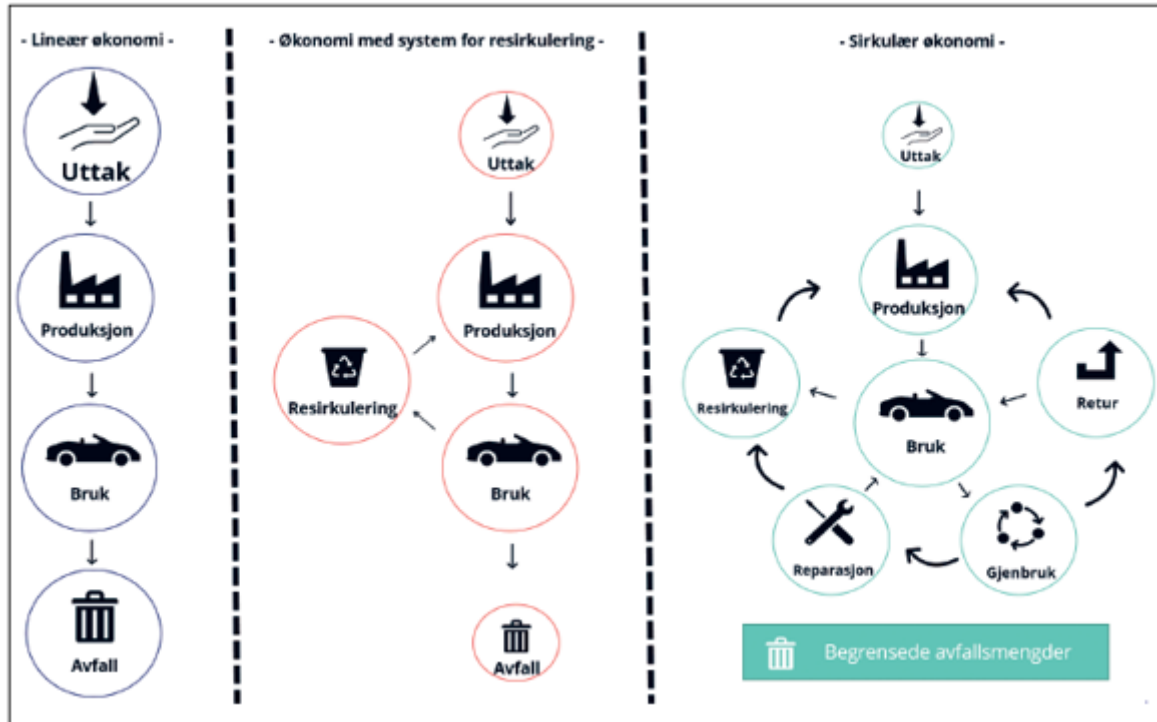 - Lineær økonomi -
Uttak
Produksjon
Bruk
Avfall
- Økonomi med system for resirkulering -
Uttak
Produksjon
Resirkulering
Bruk
Avfall
- Sirkulær økonomi -
Uttak
Produksjon
Resirkulering
Retur
Bruk
Reparasjon
Gjenbruk
Begrensede avfallsmengder